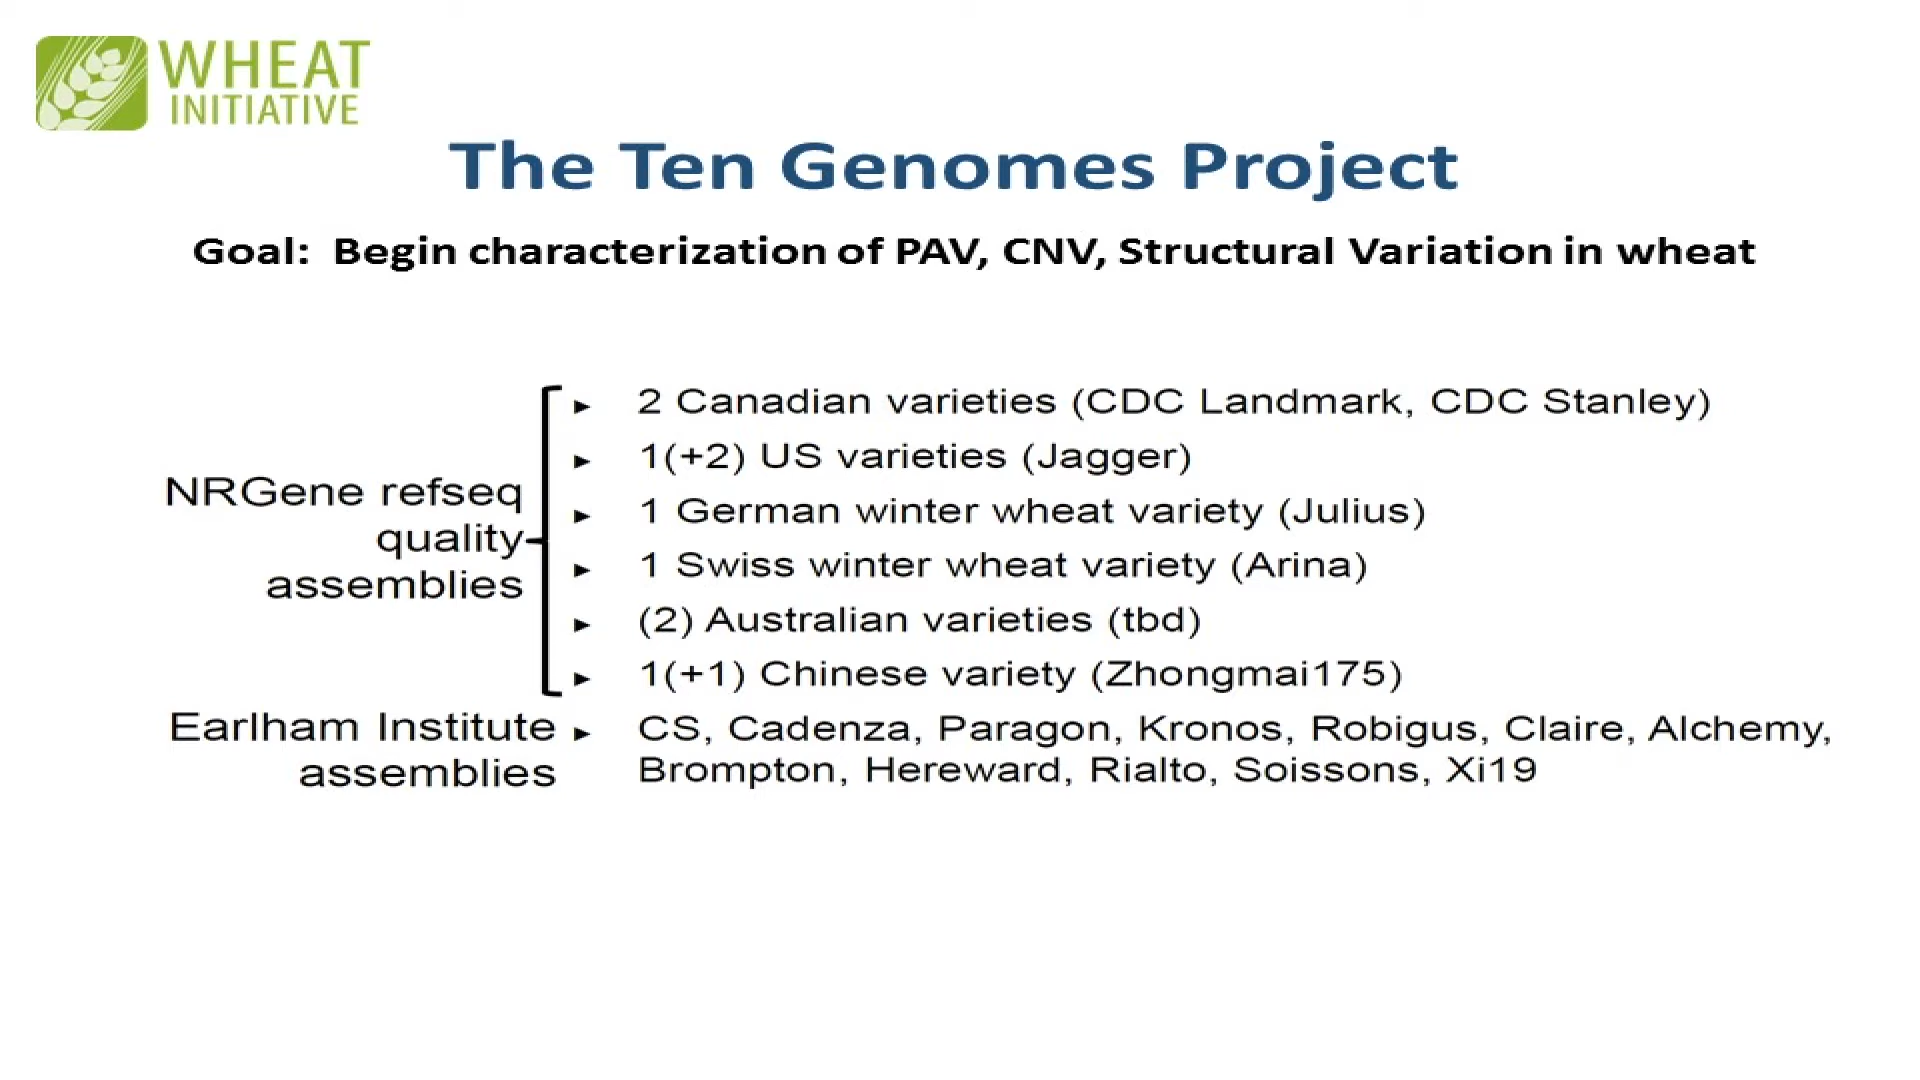 WHEAT
INITIATIVE
The Ten Genomes Project
Goal: Begin characterization of PAV, CNV, Structural Variation in wheat
NRGene refseq
quality
assemblies
► 2 Canadian varieties (CDC Landmark, CDC Stanley)
► 1(+2) US varieties (Jagger)
► 1 German winter wheat variety (Julius)
► 1 Swiss winter wheat variety (Arina)
► (2) Australian varieties (tbd)
► 1(+1) Chinese variety (Zhongmai175)
Earlham Institute
assemblies
► CS, Cadenza, Paragon, Kronos, Robigus, Claire, Alchemy,
Brompton, Hereward, Rialto, Soissons, Xi19